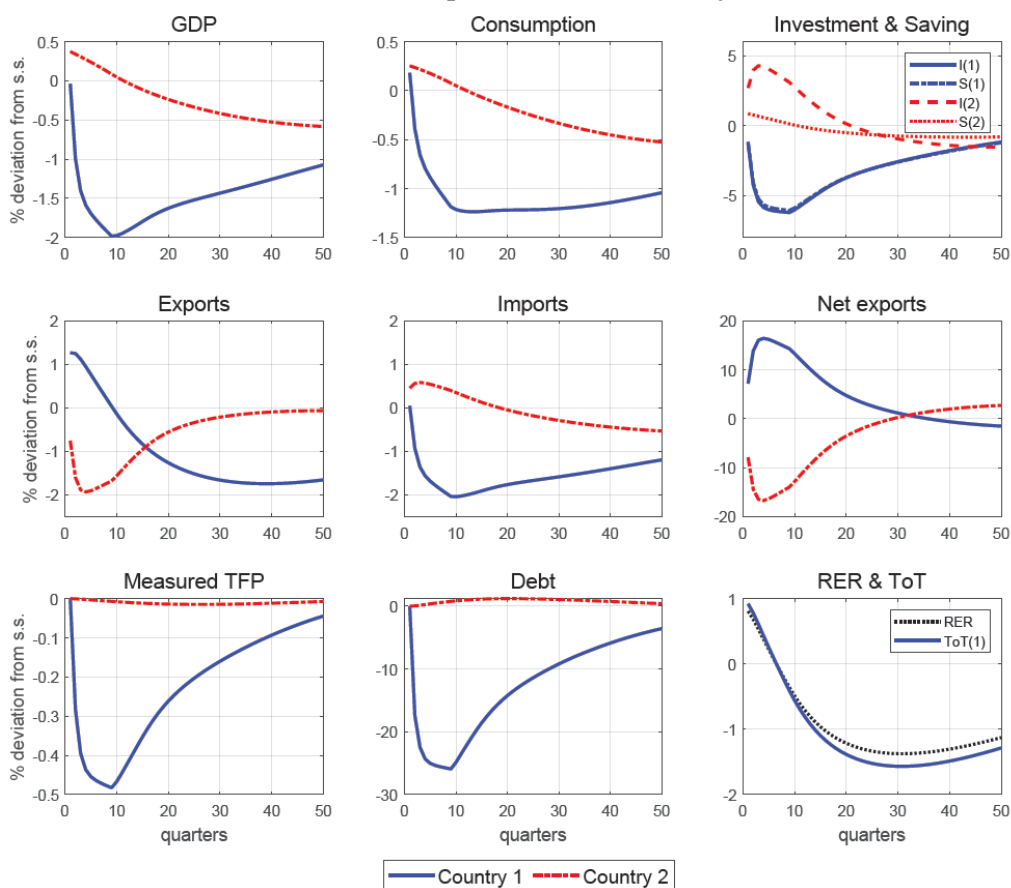 GDP
Consumption
Investment & Saving
% deviation from s.s.
0.5
0
-0.5
-1
-1.5
-2
0 10 20 30 40 50
0.5
0
-0.5
-1
-1.5
0 10 20 30 40 50
5
0
-5
0 10 20 30 40 50
I(1)
S(1)
I(2)
S(2)
Exports
Imports
Net exports
% deviation from s.s.
2
1
0
-1
-2
0 10 20 30 40 50
2
1
0
-1
-2
0 10 20 30 40 50
20
10
0
-10
-20
0 10 20 30 40 50
Measured TFP
Debt
RER & ToT
% deviation from s.s.
0
-0.1
-0.2
-0.3
-0.4
-0.5
0 10 20 30 40 50
quarters
0
-10
-20
-30
0 10 20 30 40 50
quarters
1
0
-1
-2
0 10 20 30 40 50
quarters
RER
ToT(1)
Country 1
Country 2